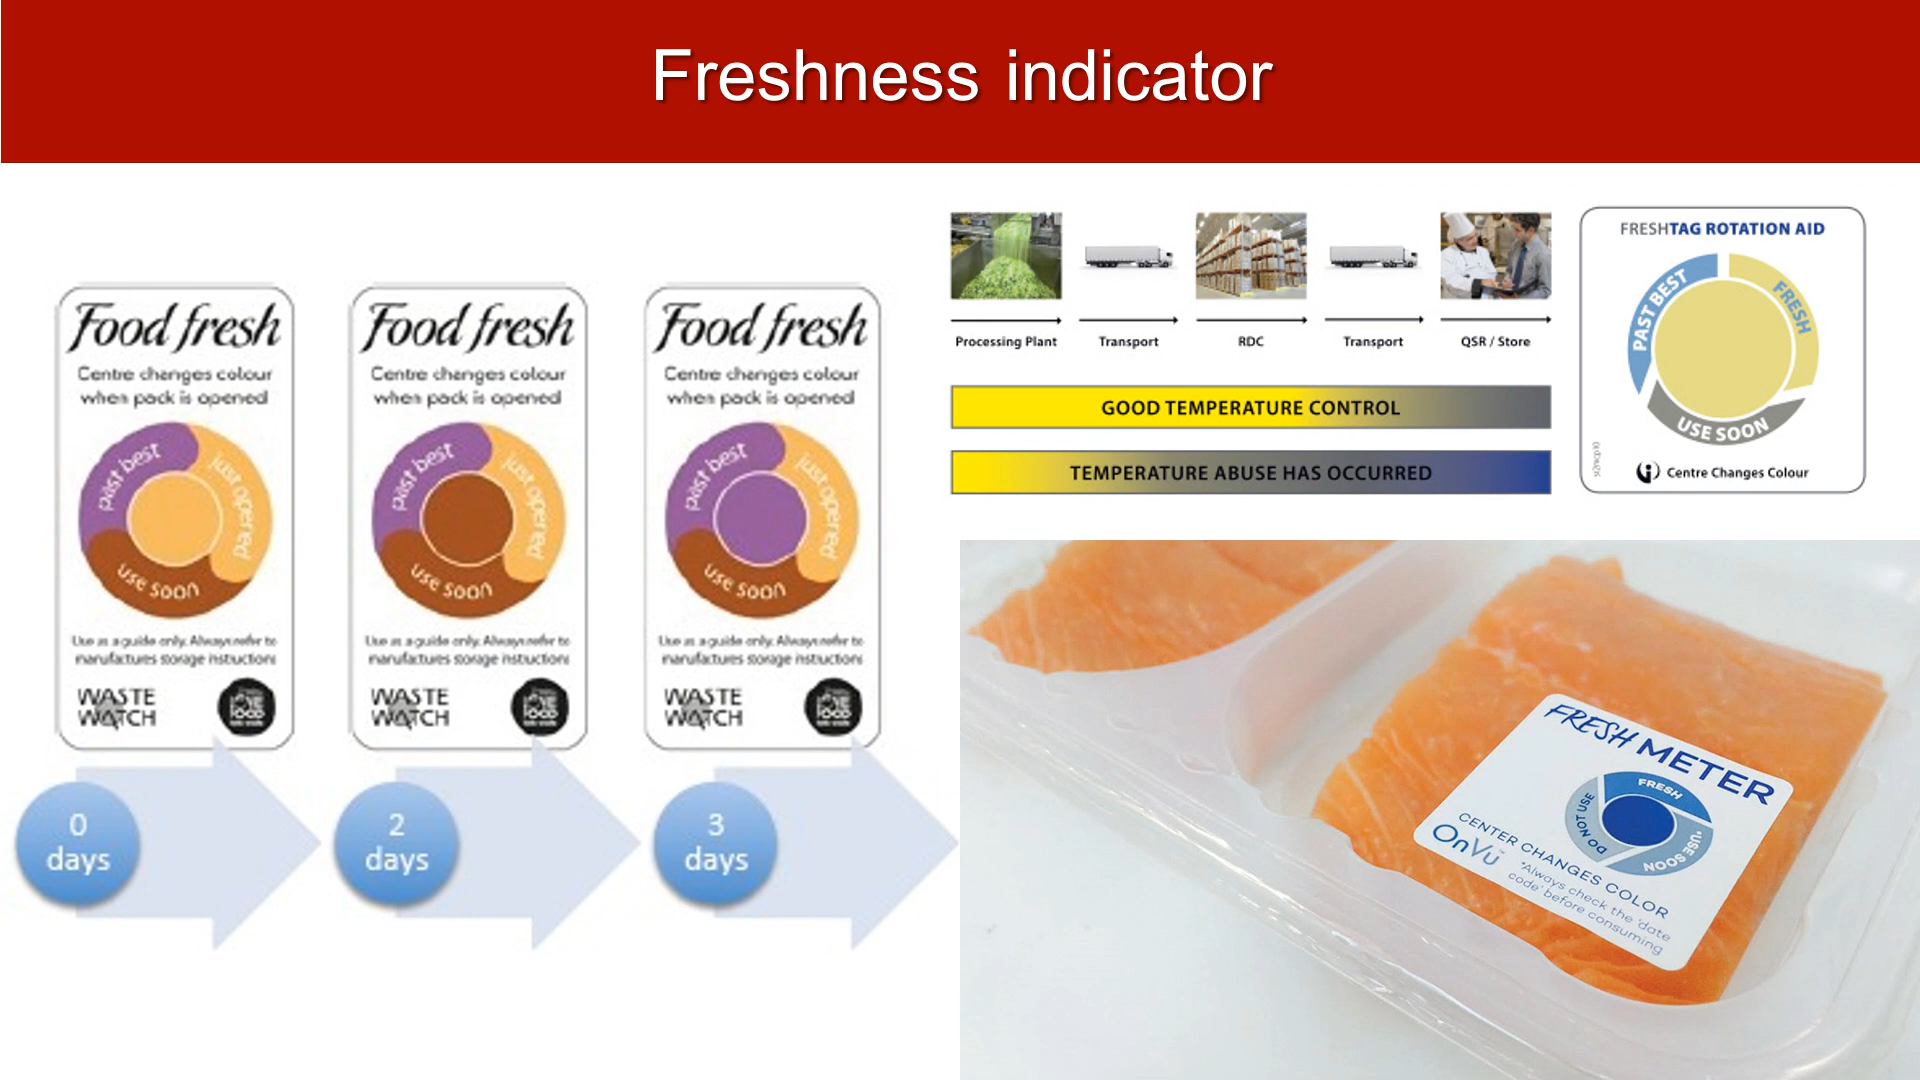 Freshness indicator
Food fresh
Centre changes colour
when pack is opened
past best
just opened
use soon
Use as a guide only. Always refer to
manufactures storage instructions
WASTE
WATCH
0
days
Food fresh
Centre changes colour
when pack is opened
past best
just opened
use soon
Use as a guide only. Always refer to
manufactures storage instructions
WASTE
WATCH
2
days
Food fresh
Centre changes colour
when pack is opened
past best
just opened
use soon
Use as a guide only. Always refer to
manufactures storage instructions
WASTE
WATCH
3
days
Processing Plant
Transport
RDC
Transport
QSR / Store
GOOD TEMPERATURE CONTROL
TEMPERATURE ABUSE HAS OCCURRED
FRESHTAG ROTATION AID
PAST BEST
FRESH
USE SOON
Centre Changes Colour
FRESH METER
FRESH
DO NOT USE
*USE SOON
CENTER CHANGES COLOR
OnVu™
*Always check the 'date
code' before consuming